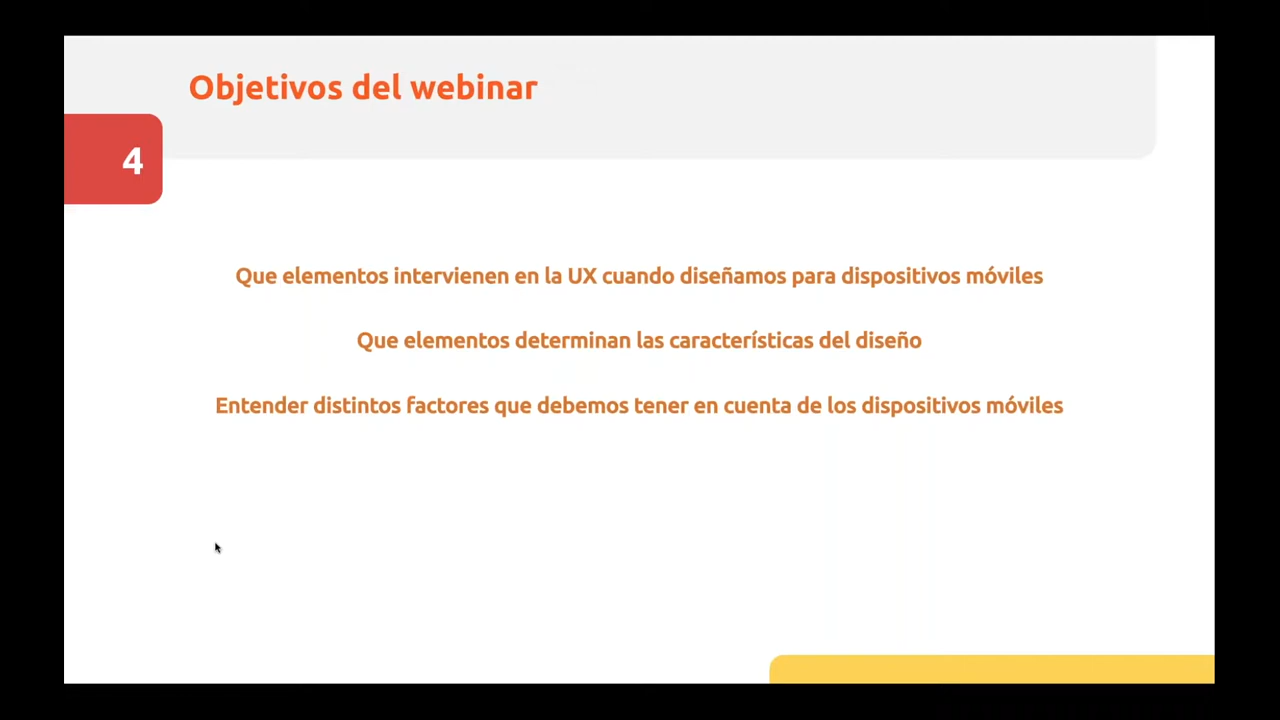 Objetivos del webinar
4
Que elementos intervienen en la UX cuando diseñamos para dispositivos móviles
Que elementos determinan las características del diseño
Entender distintos factores que debemos tener en cuenta de los dispositivos móviles